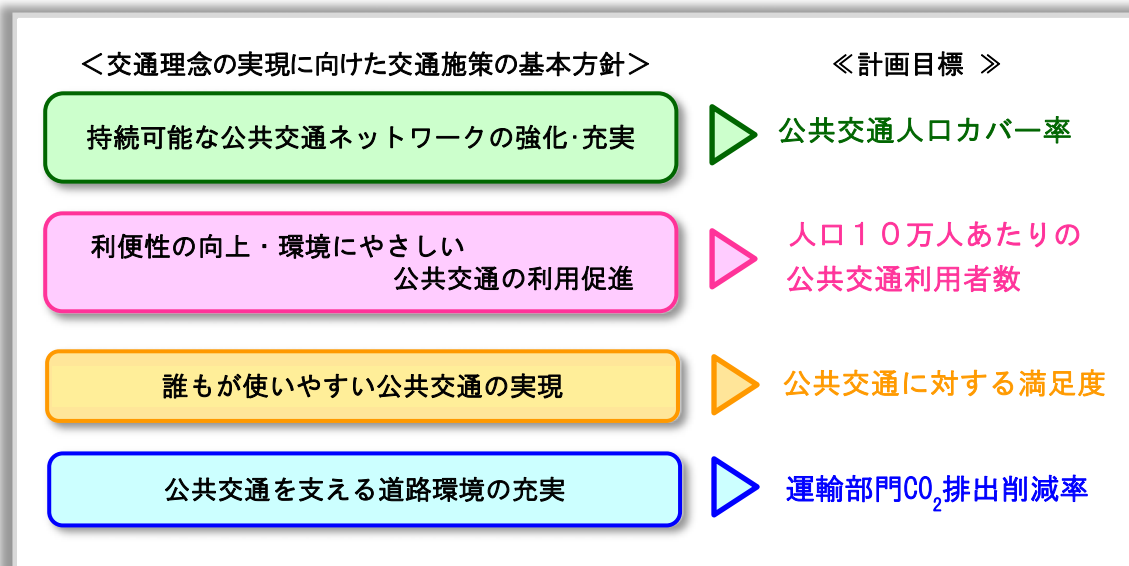 ＜交通理念の実現に向けた交通施策の基本方針＞
≪計画目標 ≫
持続可能な公共交通ネットワークの強化･充実
公共交通人口カバー率
利便性の向上・環境にやさしい
公共交通の利用促進
人口１０万人あたりの
公共交通利用者数
誰もが使いやすい公共交通の実現
公共交通に対する満足度
公共交通を支える道路環境の充実
運輸部門CO₂排出削減率